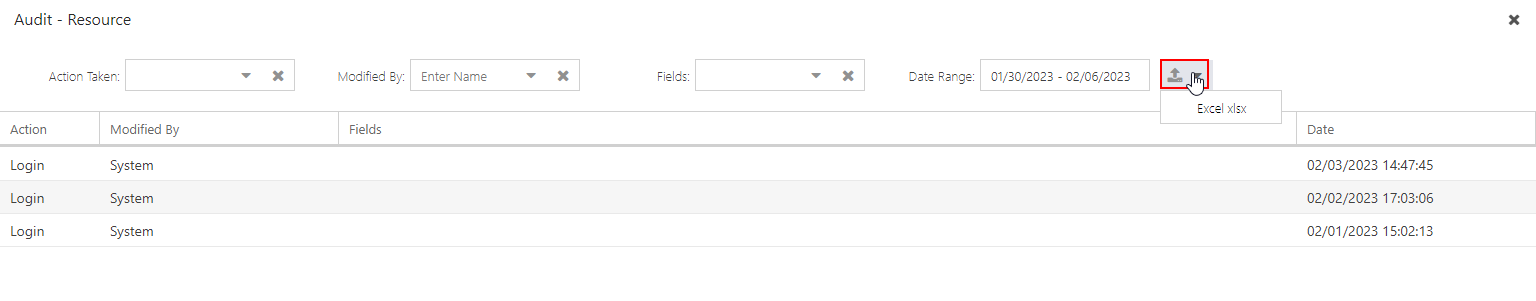 Audit - Resource
Action Taken: Modified By: Enter Name Fields: Date Range: 01/30/2023 - 02/06/2023
Excel xlsx
Action Modified By Fields Date
Login System 02/03/2023 14:47:45
Login System 02/02/2023 17:03:06
Login System 02/01/2023 15:02:13